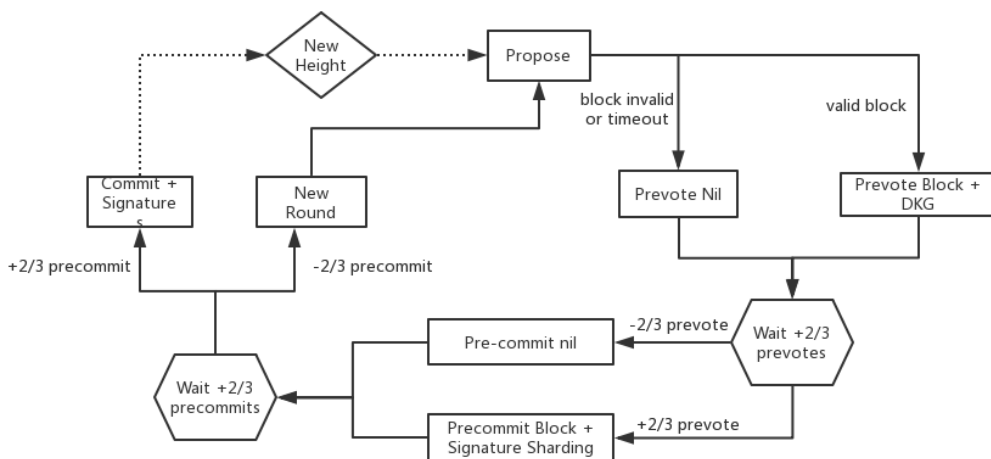 New
Height
Propose
block invalid
or timeout
valid block
Commit +
Signature
s
New
Round
Prevote Nil
Prevote Block +
DKG
+2/3 precommit
-2/3 precommit
-2/3 prevote
Wait +2/3
prevotes
Pre-commit nil
Wait +2/3
precommits
+2/3 prevote
Precommit Block +
Signature Sharding